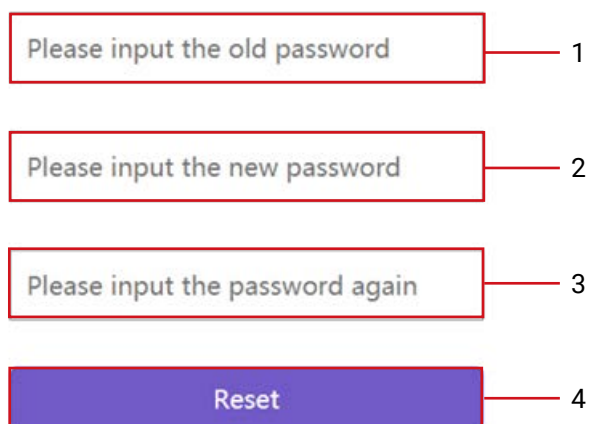 Please input the old password 1
Please input the new password 2
Please input the password again 3
Reset 4